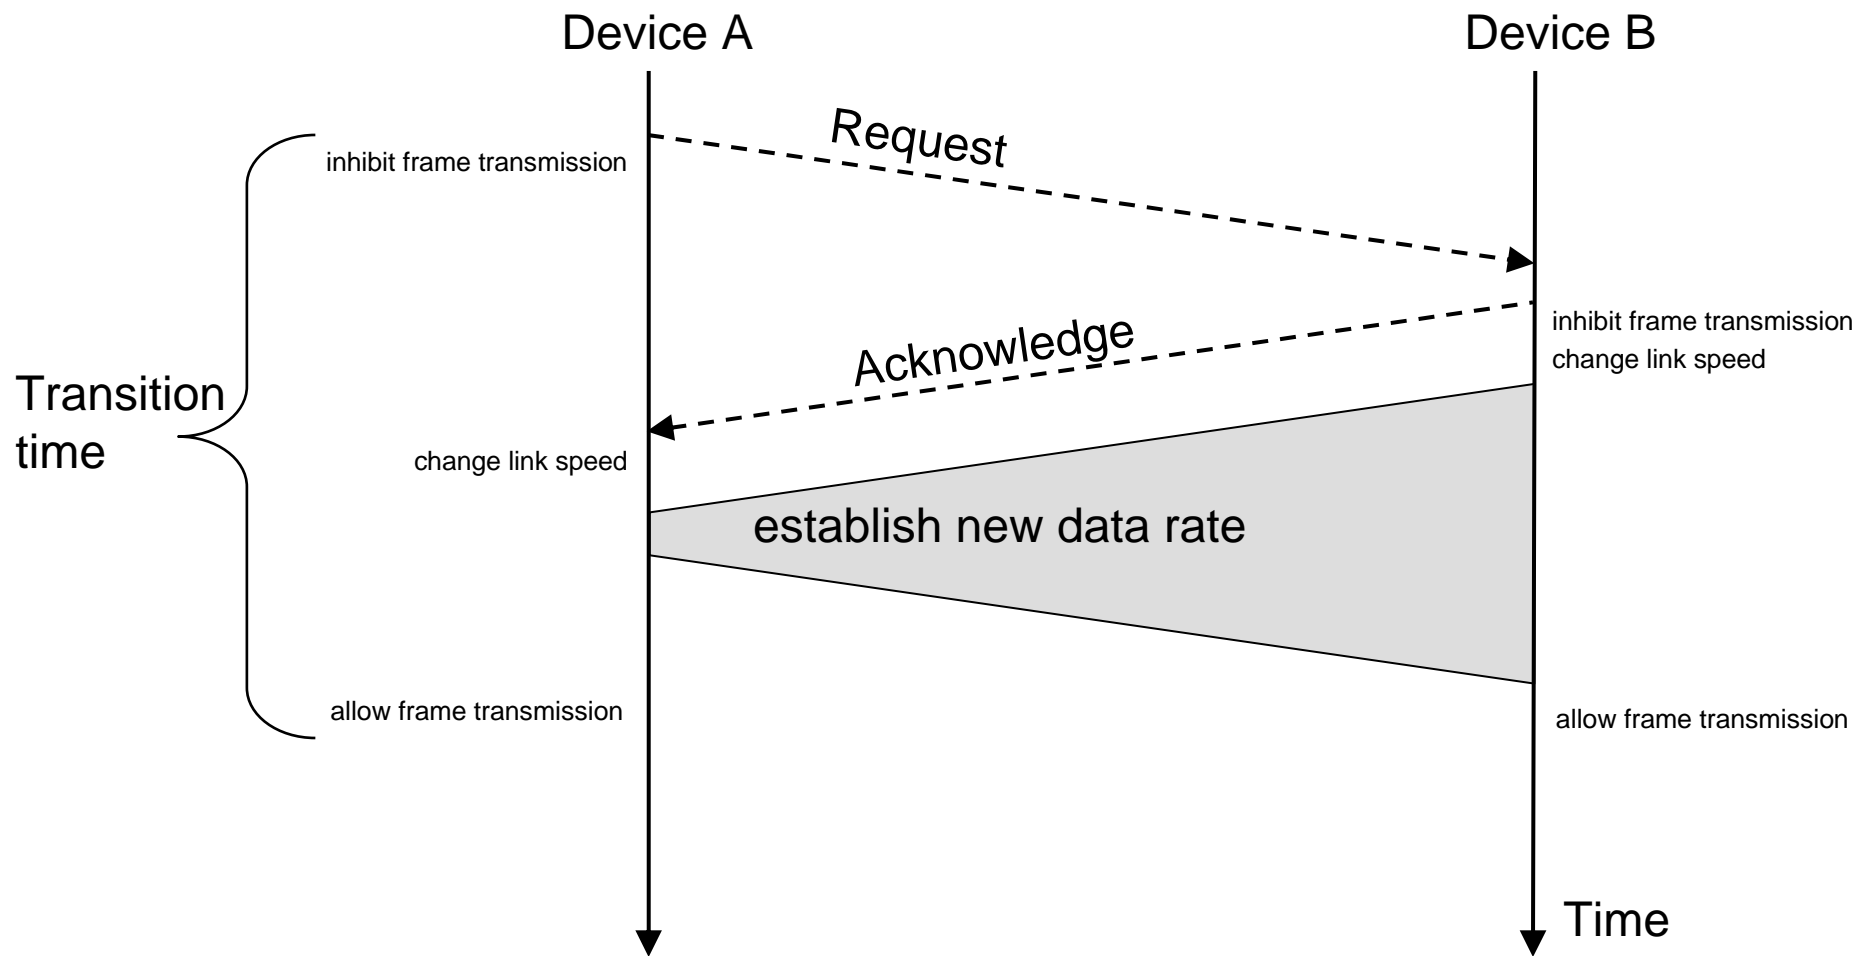 Device A
Device B
Request
inhibit frame transmission
Acknowledge
inhibit frame transmission
change link speed
Transition
time
change link speed
establish new data rate
allow frame transmission
allow frame transmission
Time